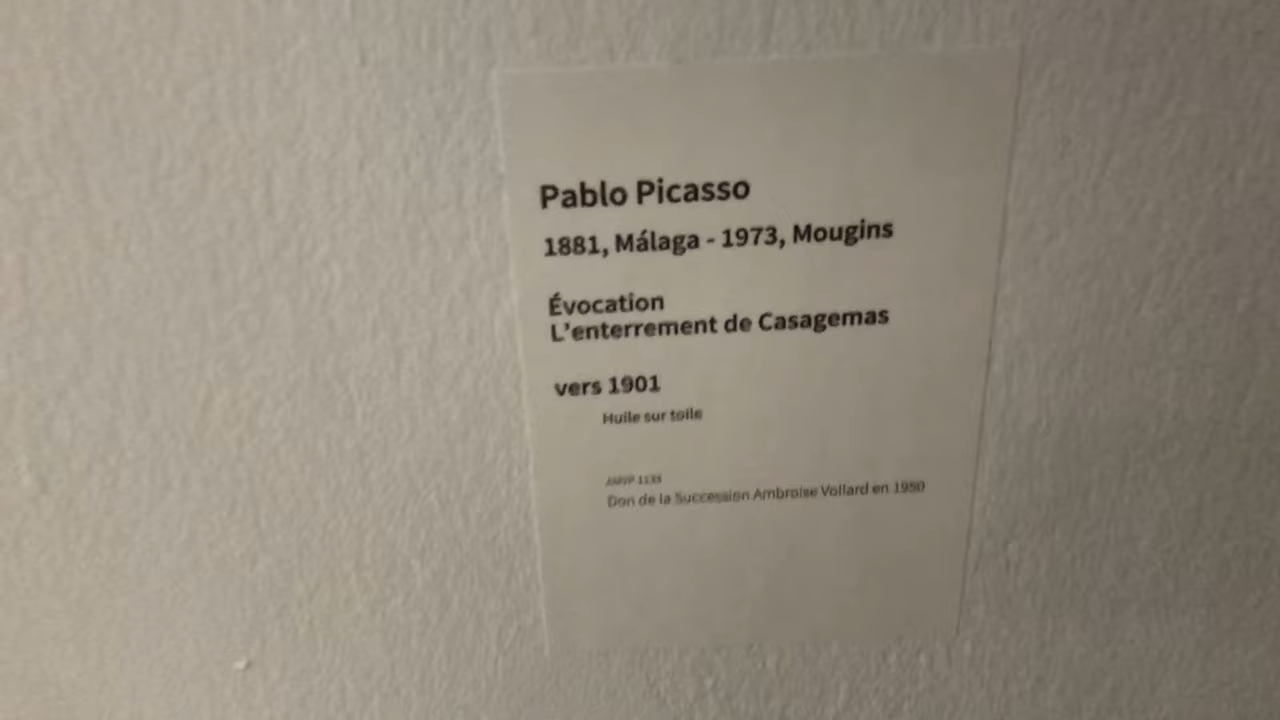 Pablo Picasso
1881, Málaga - 1973, Mougins
Évocation
L'enterrement de Casagemas
vers 1901
Huile sur toile
Don de la Succession Ambroise Vollard en 1950